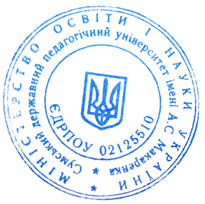 МІНІСТЕРСТВО ОСВІТИ І НАУКИ УКРАЇНИ
Сумський державний педагогічний університет імені А С Макаренка
ЄДРПОУ 02125510